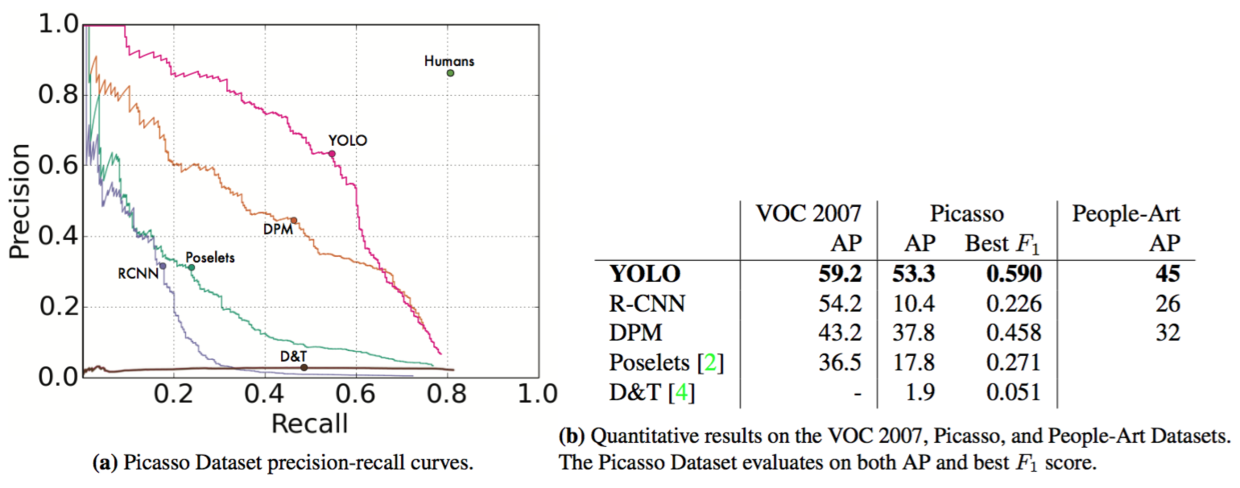 1.0
0.8
0.6
0.4
0.2
0.0
Precision
0.2 0.4 0.6 0.8 1.0
Recall
Humans
YOLO
DPM
Poselets
RCNN
D&T
(a) Picasso Dataset precision-recall curves.
VOC 2007 Picasso People-Art
AP AP Best F1 AP
YOLO 59.2 53.3 0.590 45
R-CNN 54.2 10.4 0.226 26
DPM 43.2 37.8 0.458 32
Poselets [2] 36.5 17.8 0.271
D&T [4] - 1.9 0.051
(b) Quantitative results on the VOC 2007, Picasso, and People-Art Datasets.
The Picasso Dataset evaluates on both AP and best F1 score.